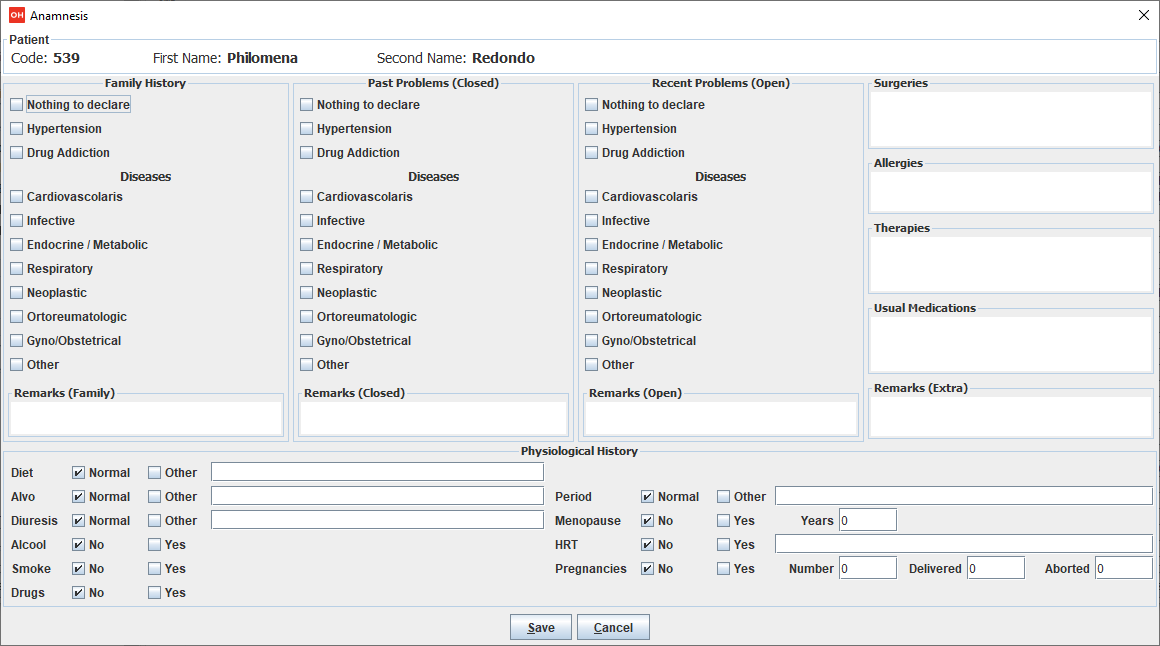 OH Anamnesis
Patient
Code: 539 First Name: Philomena Second Name: Redondo
Family History
Nothing to declare
Hypertension
Drug Addiction
Diseases
Cardiovascolaris
Infective
Endocrine / Metabolic
Respiratory
Neoplastic
Ortoreumatologic
Gyno/Obstetrical
Other
Remarks (Family)
Past Problems (Closed)
Nothing to declare
Hypertension
Drug Addiction
Diseases
Cardiovascolaris
Infective
Endocrine / Metabolic
Respiratory
Neoplastic
Ortoreumatologic
Gyno/Obstetrical
Other
Remarks (Closed)
Recent Problems (Open)
Nothing to declare
Hypertension
Drug Addiction
Diseases
Cardiovascolaris
Infective
Endocrine / Metabolic
Respiratory
Neoplastic
Ortoreumatologic
Gyno/Obstetrical
Other
Remarks (Open)
Surgeries
Allergies
Therapies
Usual Medications
Remarks (Extra)
Physiological History
Diet Normal Other
Alvo Normal Other
Diuresis Normal Other
Alcool No Yes
Smoke No Yes
Drugs No Yes
Period Normal Other
Menopause No Yes Years 0
HRT No Yes
Pregnancies No Yes Number 0 Delivered 0 Aborted 0
Save Cancel